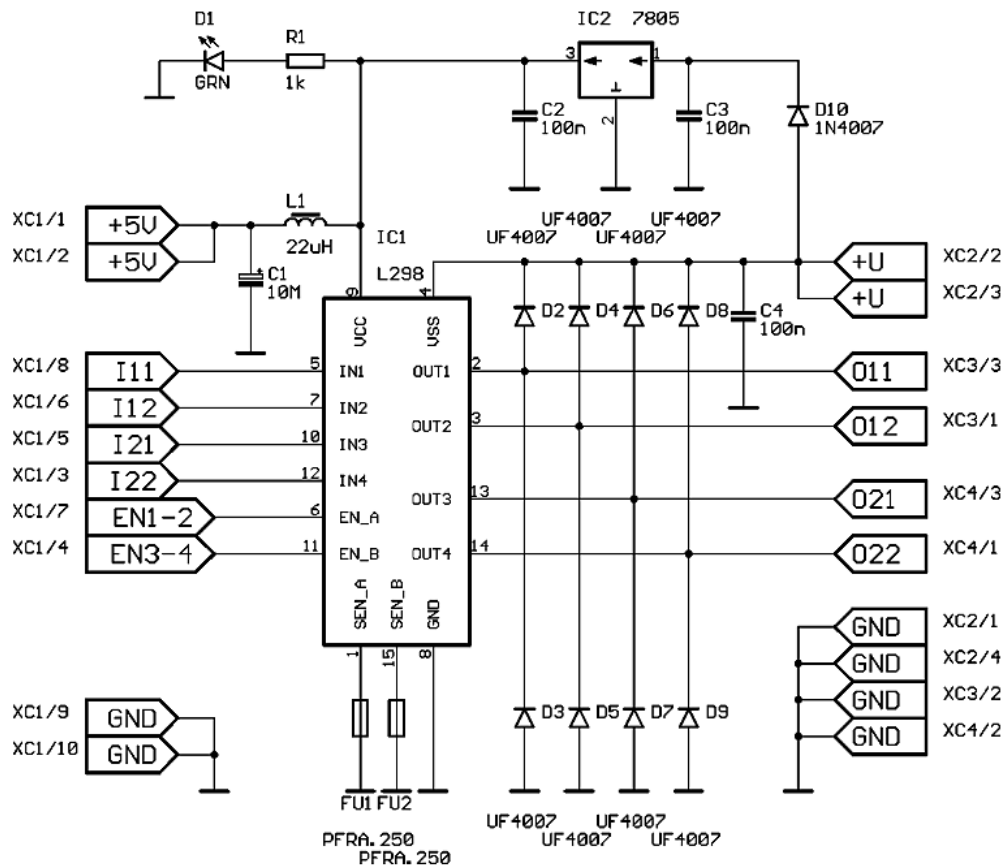 D1
R1
GRN
1k
IC2 7805
3
1
2
C2
100n
C3
100n
D10
1N4007
XC1/1
+5V
XC1/2
+5V
L1
22uH
C1
10M
IC1
L298
UF4007 UF4007
UF4007 UF4007
+U
XC2/2
+U
XC2/3
9
4
VCC
VSS
D2
D4
D6
D8
C4
100n
XC1/8
I11
5
IN1
OUT1
2
O11
XC3/3
XC1/6
I12
7
IN2
OUT2
3
O12
XC3/1
XC1/5
I21
10
IN3
XC1/3
I22
12
IN4
OUT3
13
O21
XC4/3
XC1/7
EN1-2
6
EN_A
XC1/4
EN3-4
11
EN_B
OUT4
14
O22
XC4/1
SEN_A
SEN_B
GND
1
15
8
GND
XC2/1
GND
XC2/4
GND
XC3/2
GND
XC4/2
XC1/9
GND
XC1/10
GND
D3
D5
D7
D9
FU1
FU2
PFRA.250
PFRA.250
UF4007 UF4007
UF4007 UF4007